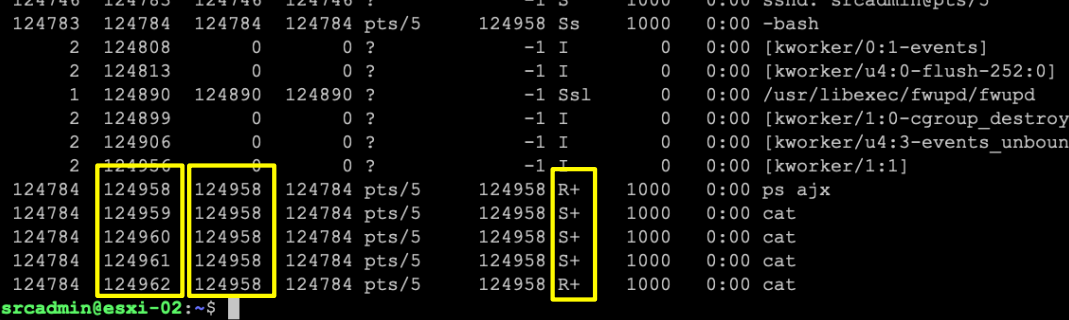 124746 124783 124746 124746 ? -1 S 1000 0:00 sshd: srcadmin@pts/5
124783 124784 124784 124784 pts/5 124958 Ss 1000 0:00 -bash
2 124808 0 0 ? -1 I 0 0:00 [kworker/0:1-events]
2 124813 0 0 ? -1 I 0 0:00 [kworker/u4:0-flush-252:0]
1 124890 124890 124890 ? -1 Ssl 0 0:00 /usr/libexec/fwupd/fwupd
2 124899 0 0 ? -1 I 0 0:00 [kworker/1:0-cgroup_destroy
2 124906 0 0 ? -1 I 0 0:00 [kworker/u4:3-events_unboun
2 124956 0 0 ? -1 I 0 0:00 [kworker/1:1]
124784 124958 124958 124784 pts/5 124958 R+ 1000 0:00 ps ajx
124784 124959 124958 124784 pts/5 124958 S+ 1000 0:00 cat
124784 124960 124958 124784 pts/5 124958 S+ 1000 0:00 cat
124784 124961 124958 124784 pts/5 124958 S+ 1000 0:00 cat
124784 124962 124958 124784 pts/5 124958 R+ 1000 0:00 cat
srcadmin@esxi-02:~$